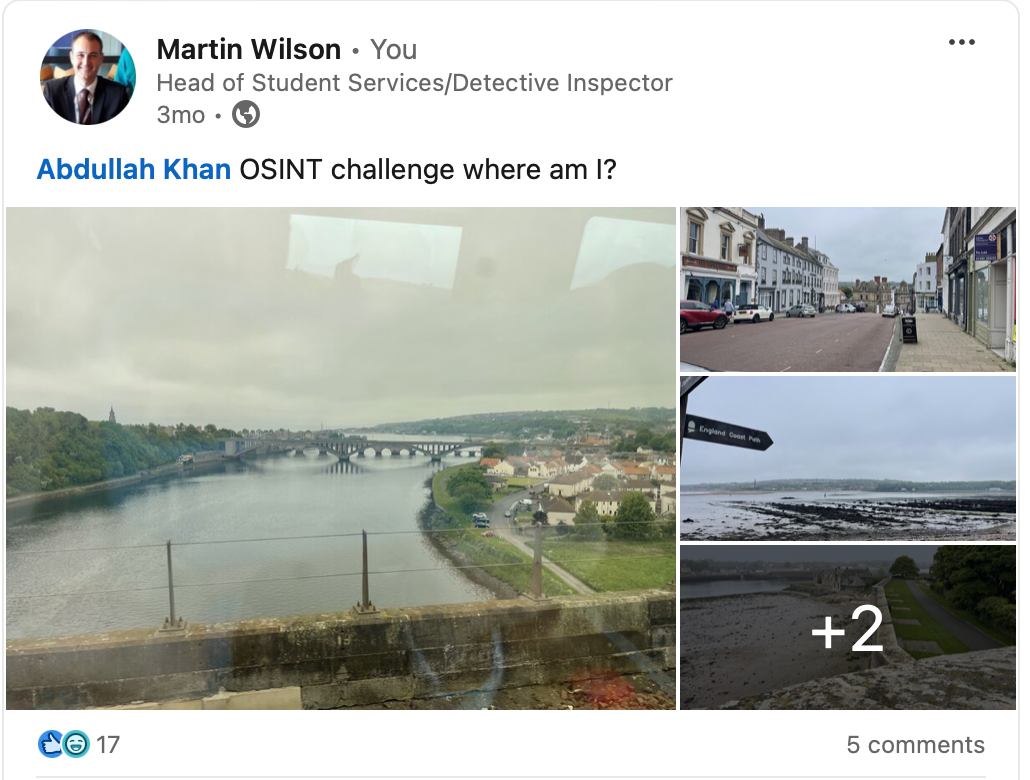 Martin Wilson • You
Head of Student Services/Detective Inspector
3mo •
Abdullah Khan OSINT challenge where am I?
England Coast Path
+2
17
5 comments